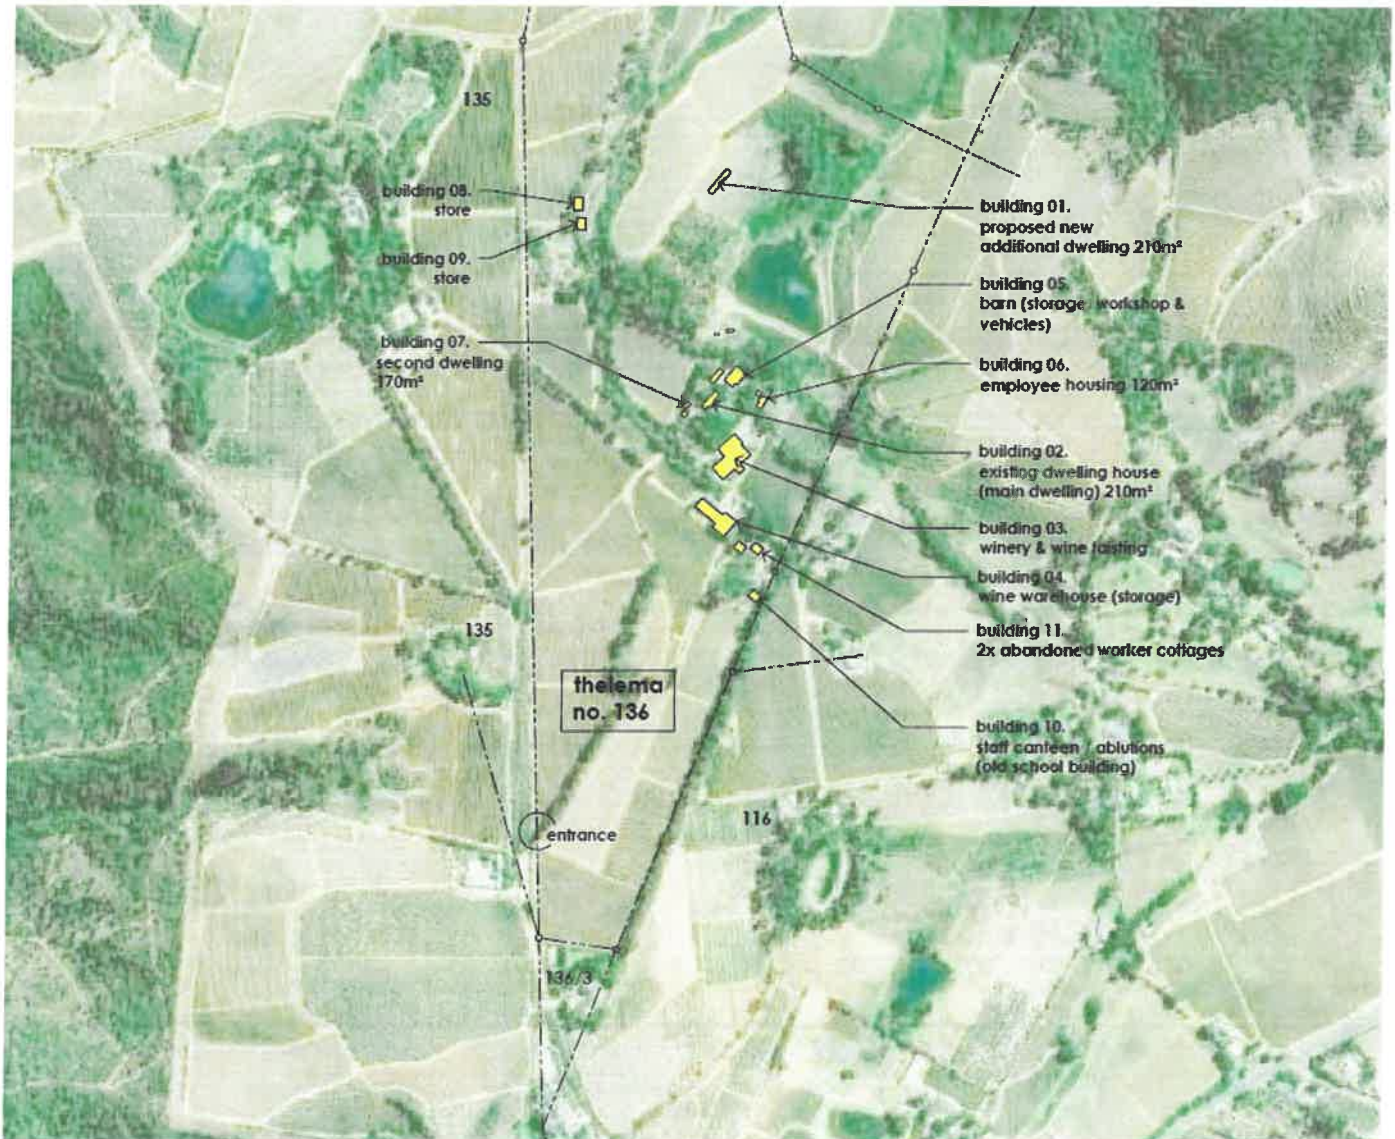 135
building 08.
store
building 09.
store
building 07.
second dwelling
170m²
building 01.
proposed new
additional dwelling 210m²
building 05.
barn (storage, workshop &
vehicles)
building 06.
employee housing 120m²
building 02.
existing dwelling house
(main dwelling) 210m²
building 03.
winery & wine tasting
building 04.
wine warehouse (storage)
building 11.
2x abandoned worker cottages
building 10.
staff canteen / ablutions
(old school building)
135
thelema
no. 136
116
entrance
136/3